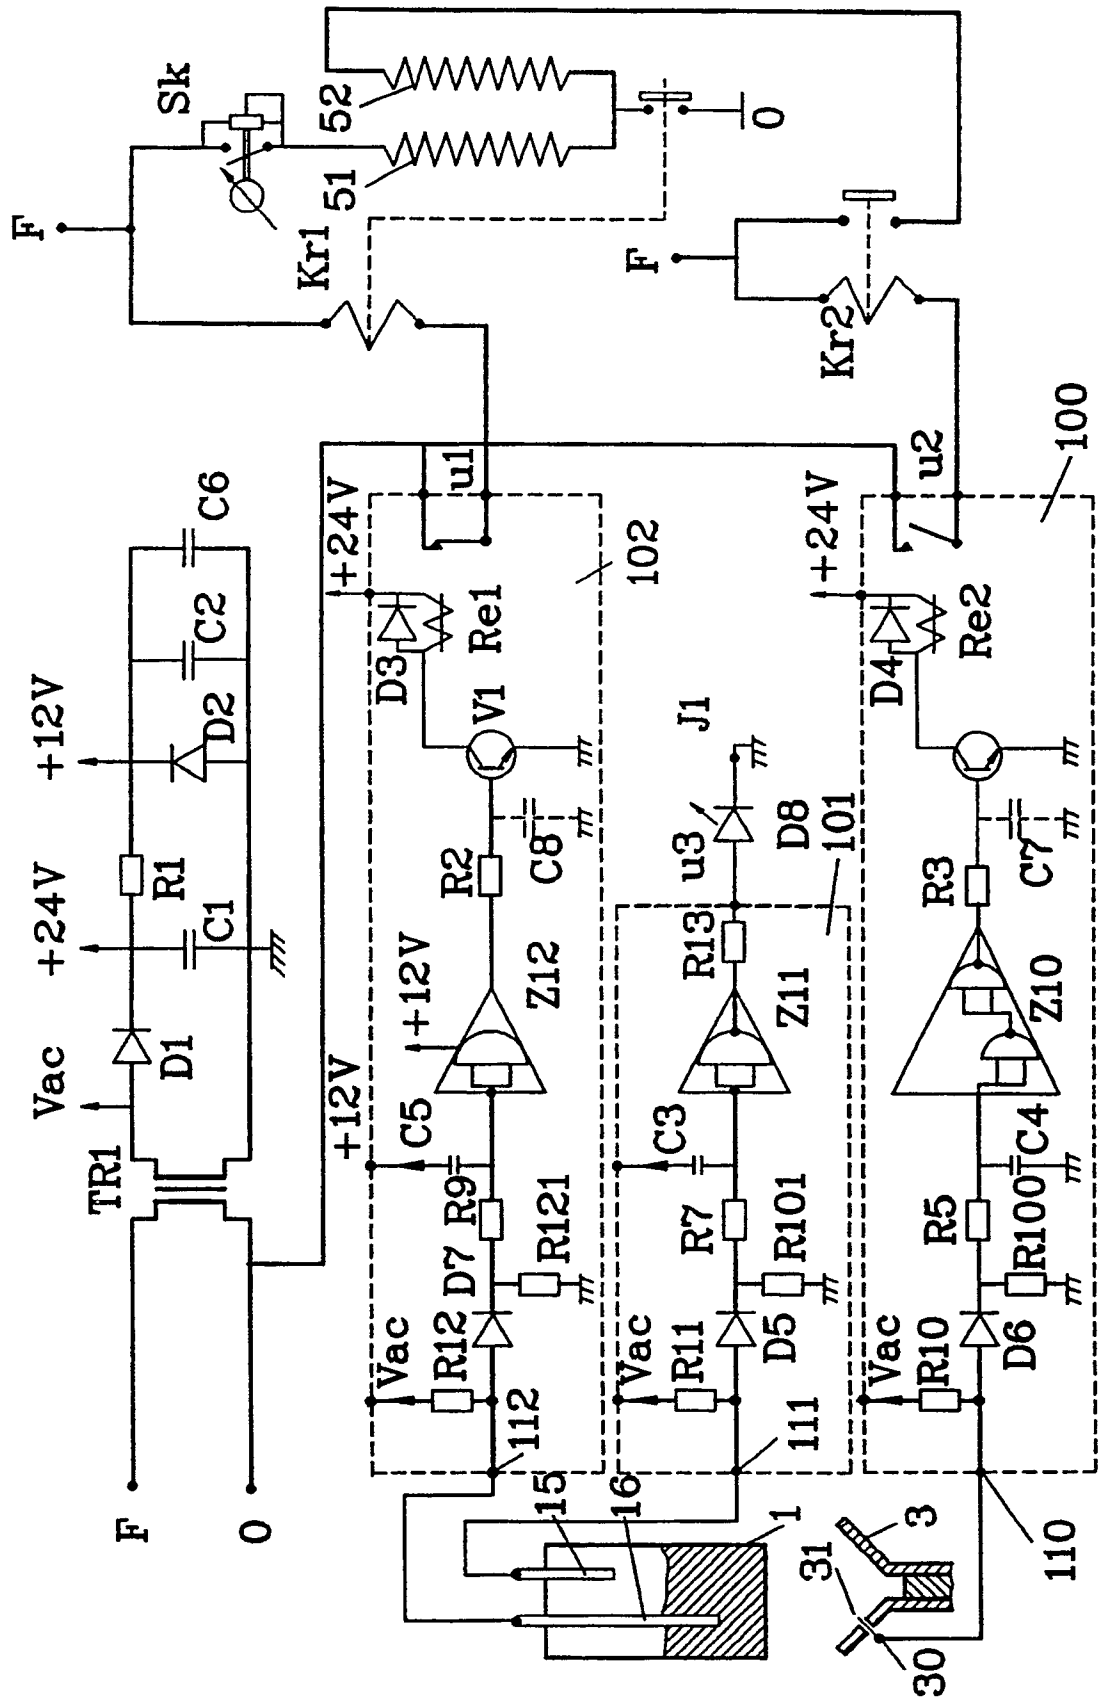 F
Sk
52
51
Kr1
O
F
Kr2
Vac
+24V
+12V
TR1
D1
R1
C1
D2
C2
C6
F
O
+24V
u1
102
Re1
D3
V1
R2
C8
+12V
Z12
+12V
C5
R9
R121
D7
Vac
R12
112
J1
u3
D8
101
R13
Z11
C3
R7
R101
Vac
R11
D5
111
15
16
1
u2
100
+24V
Re2
D4
R3
C7
Z10
C4
R5
R100
Vac
R10
D6
110
31
3
30